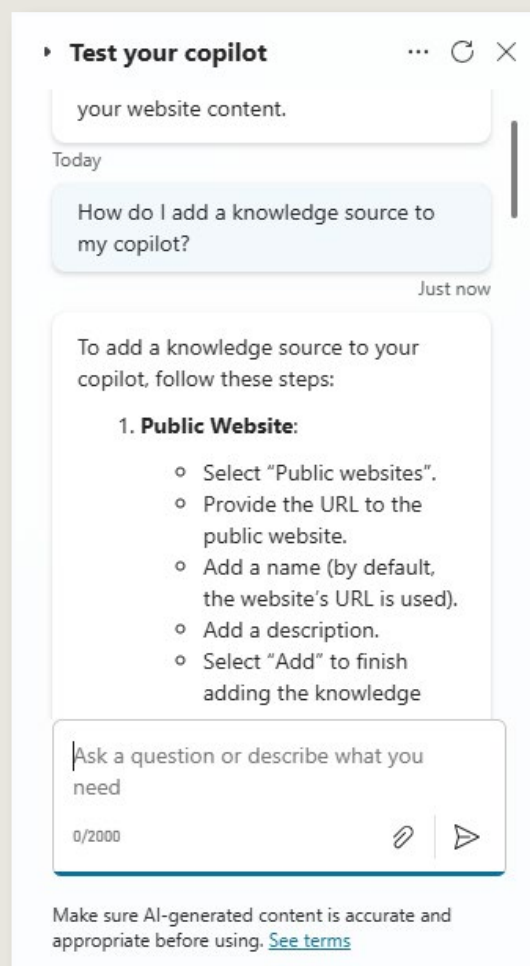 Test your copilot
your website content.
Today
How do I add a knowledge source to
my copilot?
Just now
To add a knowledge source to your
copilot, follow these steps:
1. Public Website:
Select “Public websites”.
Provide the URL to the
public website.
Add a name (by default,
the website’s URL is used).
Add a description.
Select “Add” to finish
adding the knowledge
Ask a question or describe what you
need
0/2000
Make sure AI-generated content is accurate and
appropriate before using. See terms